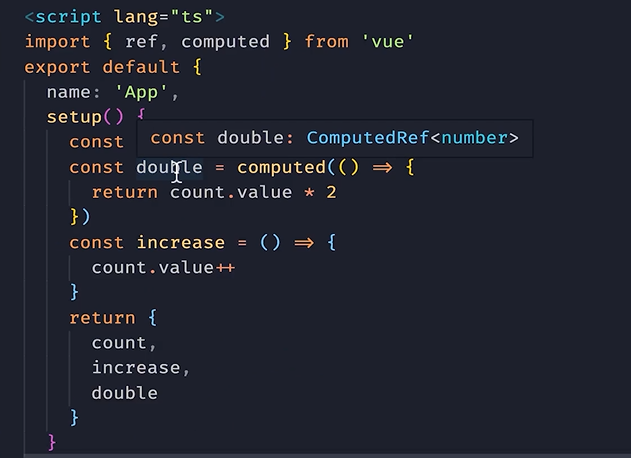 <script lang="ts">
import { ref, computed } from 'vue'
export default {
  name: 'App',
  setup() {
    const
const double: ComputedRef<number>
    const double = computed(() => {
      return count.value * 2
    })
    const increase = () => {
      count.value++
    }
    return {
      count,
      increase,
      double
    }
  }